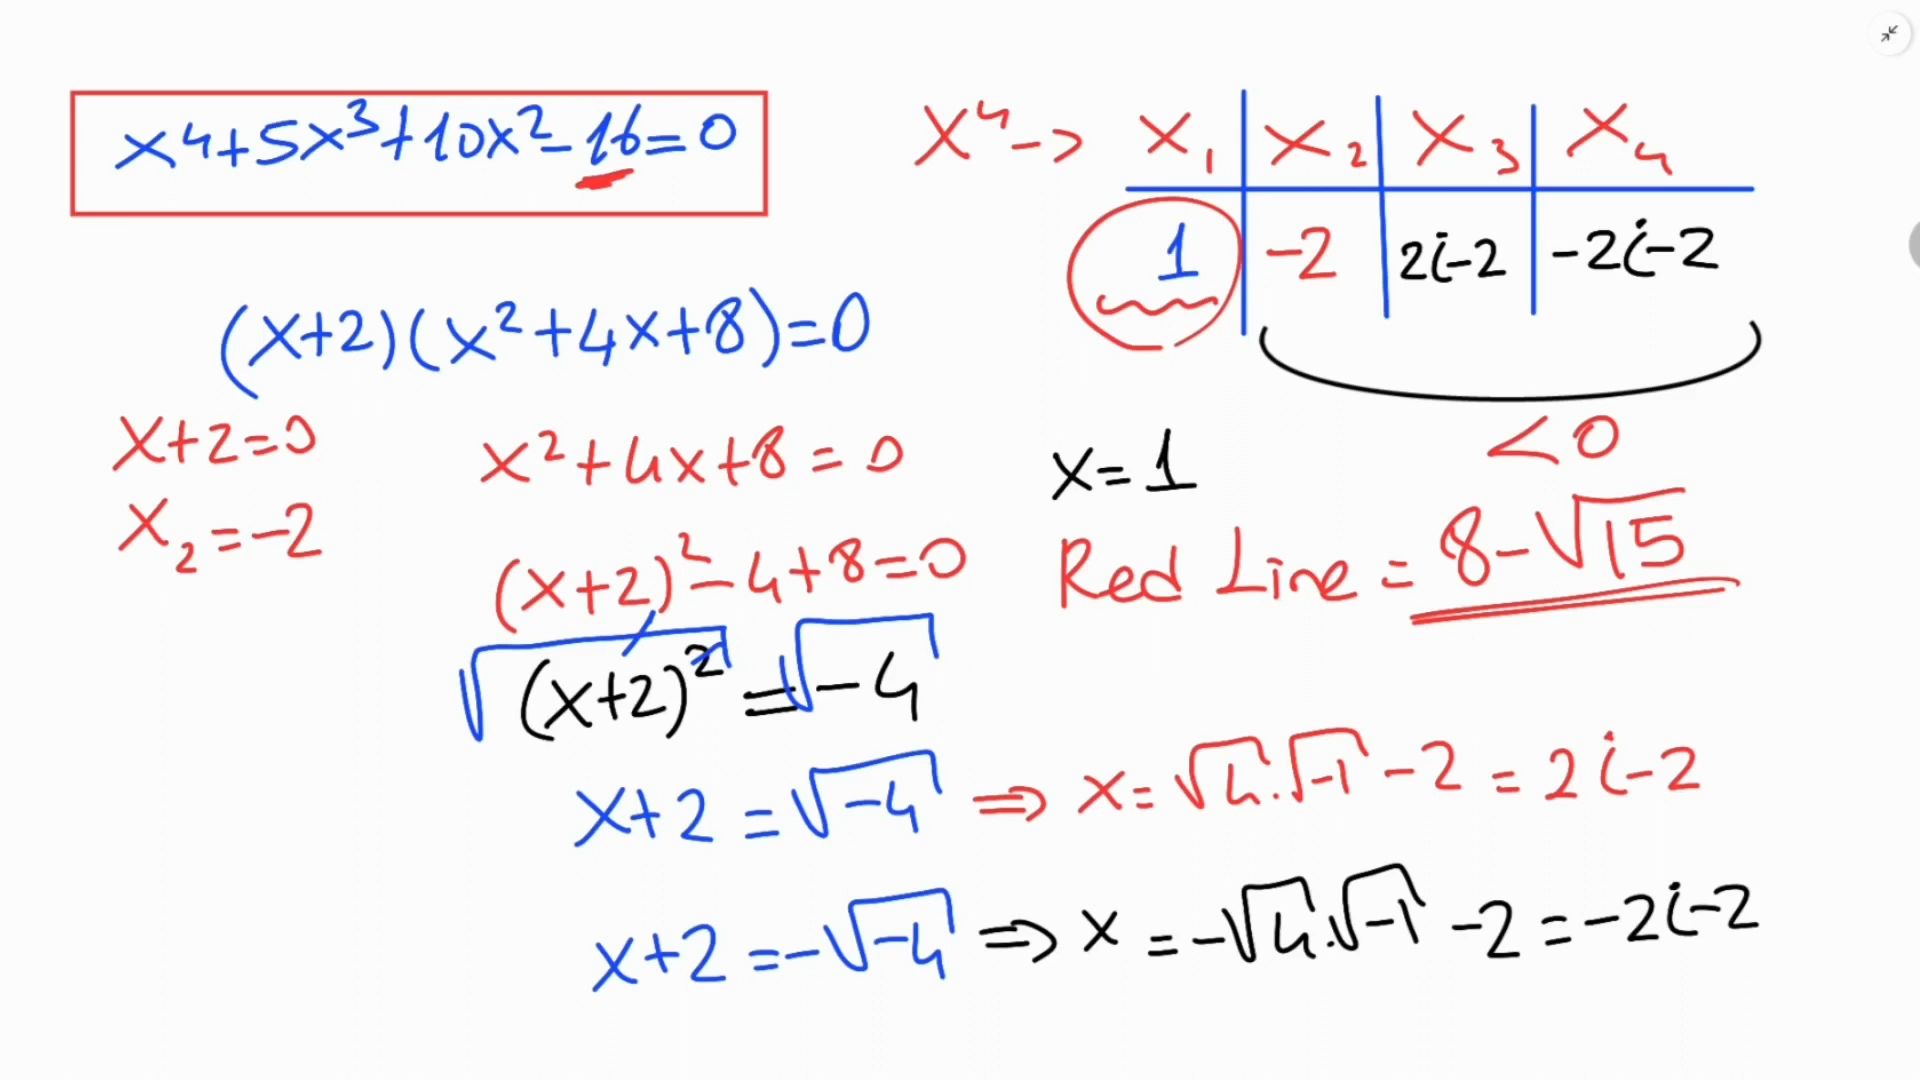 x⁴+5x³+10x²-16=0
x⁴-> x₁ x₂ x₃ x₄
1 -2 2i-2 -2i-2
(x+2)(x²+4x+8)=0
<0
x+2=0
x₂=-2
x²+4x+8=0
(x+2)²-4+8=0
√(x+2)²=√-4
x=1
Red Line=8-√15
x+2=√-4 => x=√4.√-1-2=2i-2
x+2=-√-4 => x=-√4.√-1-2=-2i-2